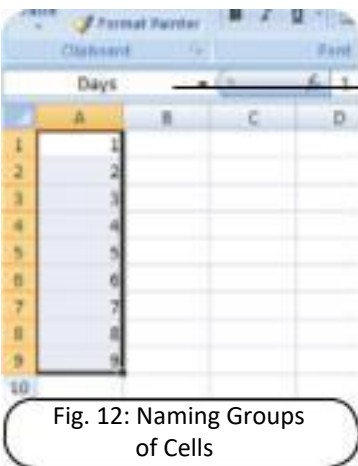 Format Painter
B I U
Clipboard Font
Days 1
A B C D
1 1
2 2
3 3
4 4
5 5
6 6
7 7
8 8
9 9
10
Fig. 12: Naming Groups
of Cells